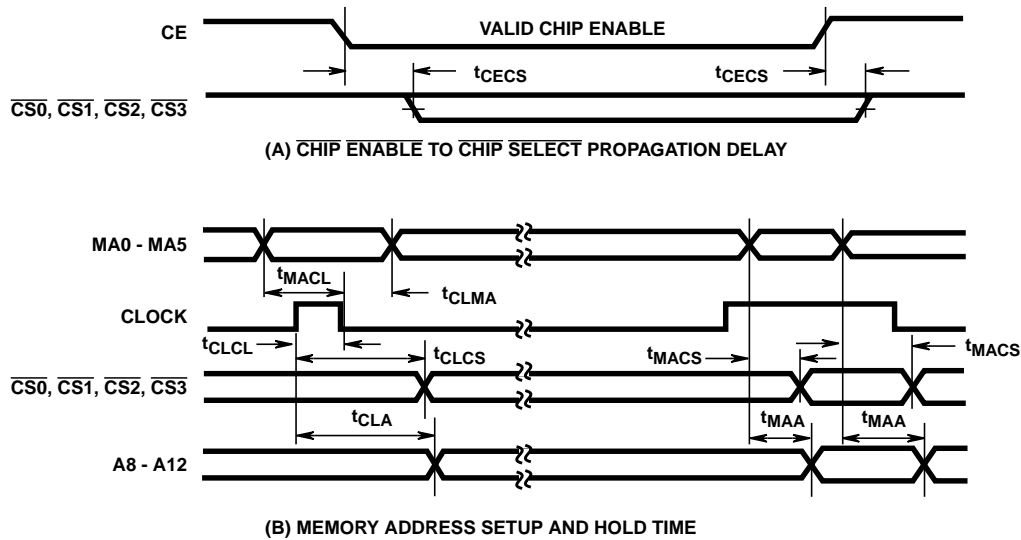 CE
VALID CHIP ENABLE
tCECS
tCECS
CS0, CS1, CS2, CS3
(A) CHIP ENABLE TO CHIP SELECT PROPAGATION DELAY
MA0 - MA5
tMACL
tCLMA
CLOCK
tCLCL
tCLCS
tMACS
tMACS
CS0, CS1, CS2, CS3
tCLA
tMAA
tMAA
A8 - A12
(B) MEMORY ADDRESS SETUP AND HOLD TIME